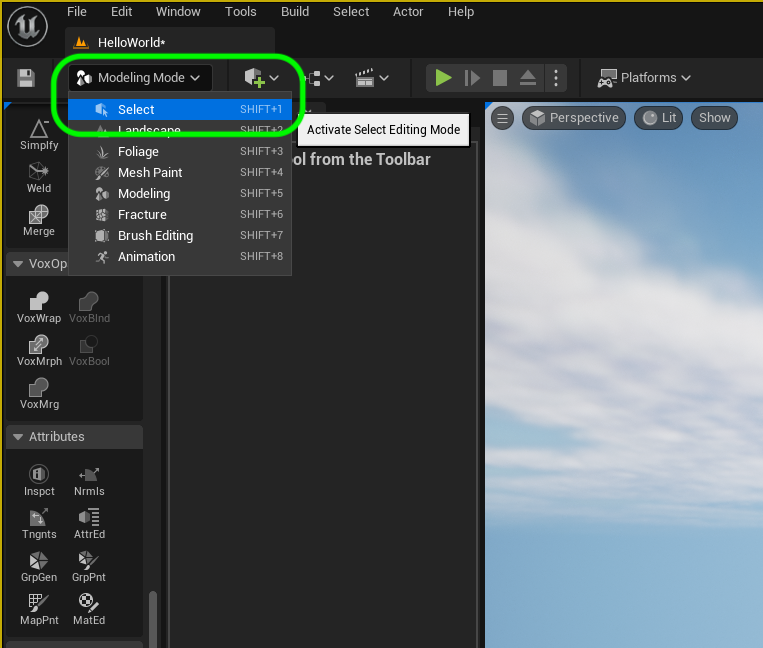 File Edit Window Tools Build Select Actor Help
HelloWorld*
Modeling Mode
Platforms
Select SHIFT+1
Landscape SHIFT+2
Activate Select Editing Mode
Foliage SHIFT+3
ool from the Toolbar
Mesh Paint SHIFT+4
Modeling SHIFT+5
Fracture SHIFT+6
Brush Editing SHIFT+7
Animation SHIFT+8
Perspective Lit Show
Simplfy
Weld
Merge
VoxOp
VoxWrap VoxBlnd
VoxMrph VoxBool
VoxMrg
Attributes
Inspct Nrmls
Tngnts AttrEd
GrpGen GrpPnt
MapPnt MatEd